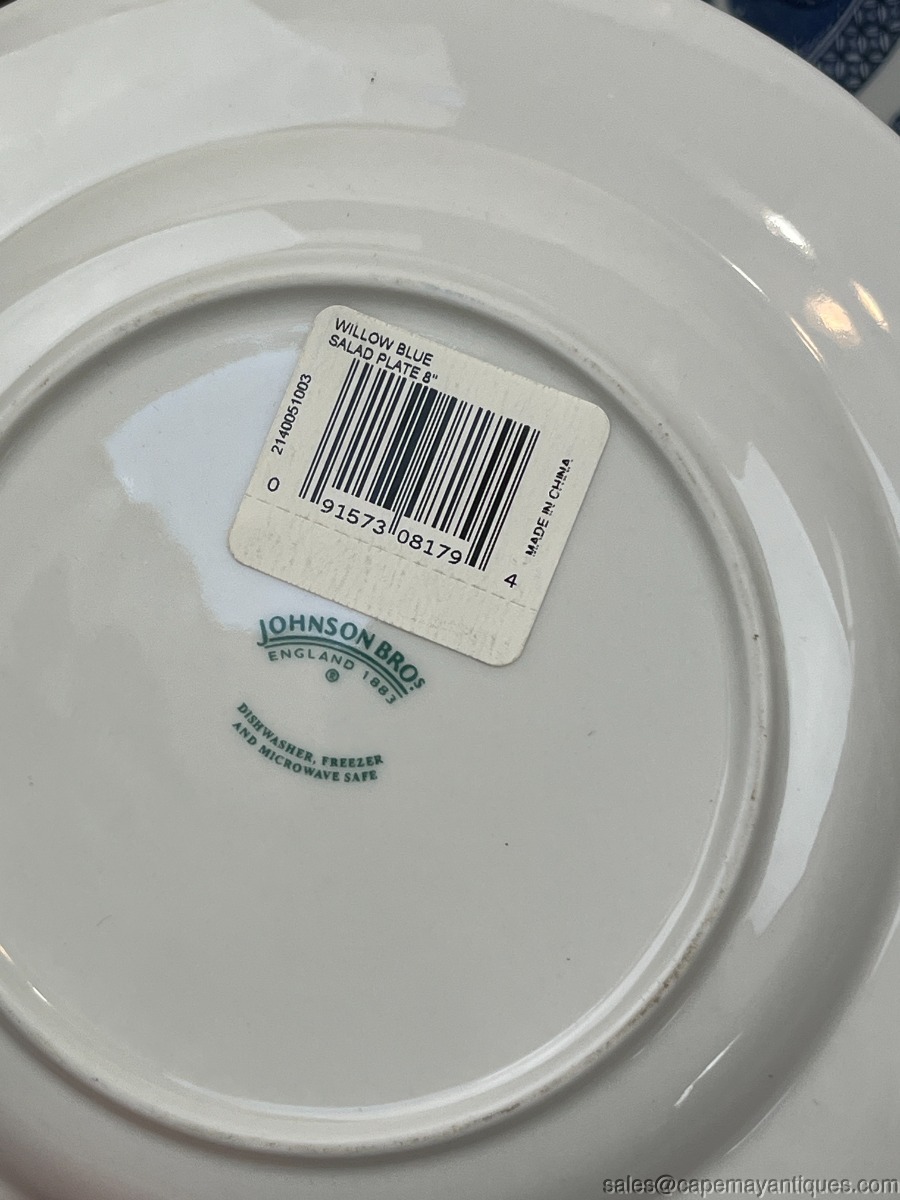 WILLOW BLUE
SALAD PLATE 8"
2140051003
0 91573 08179 4
MADE IN CHINA
JOHNSON BROS.
ENGLAND 1883
®
DISHWASHER, FREEZER
AND MICROWAVE SAFE
sales@capemayantiques.com